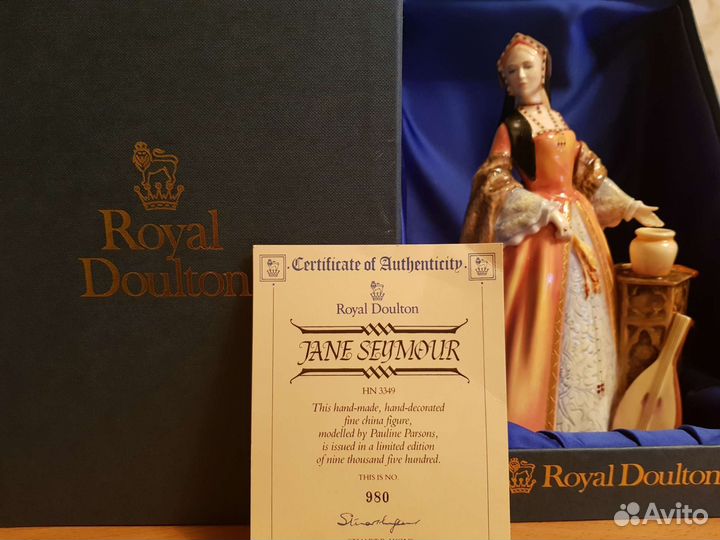 Royal
Doulton
·Certificate of Authenticity.
Royal Doulton
JANE SEYMOUR
HN 3349
This hand-made, hand-decorated
fine china figure,
modelled by Pauline Parsons,
is issued in a limited edition
of nine thousand five hundred.
THIS IS NO.
980
Royal Doulton
Avito